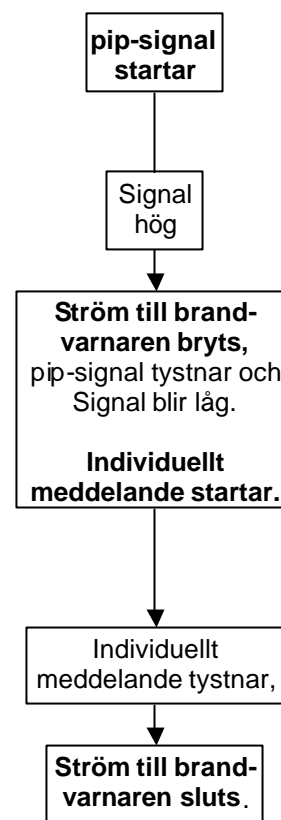 pip-signal
startar
Signal
hög
Ström till brand-
varnaren bryts,
pip-signal tystnar och
Signal blir låg.
Individuellt
meddelande startar.
Individuellt
meddelande tystnar,
Ström till brand-
varnaren sluts.